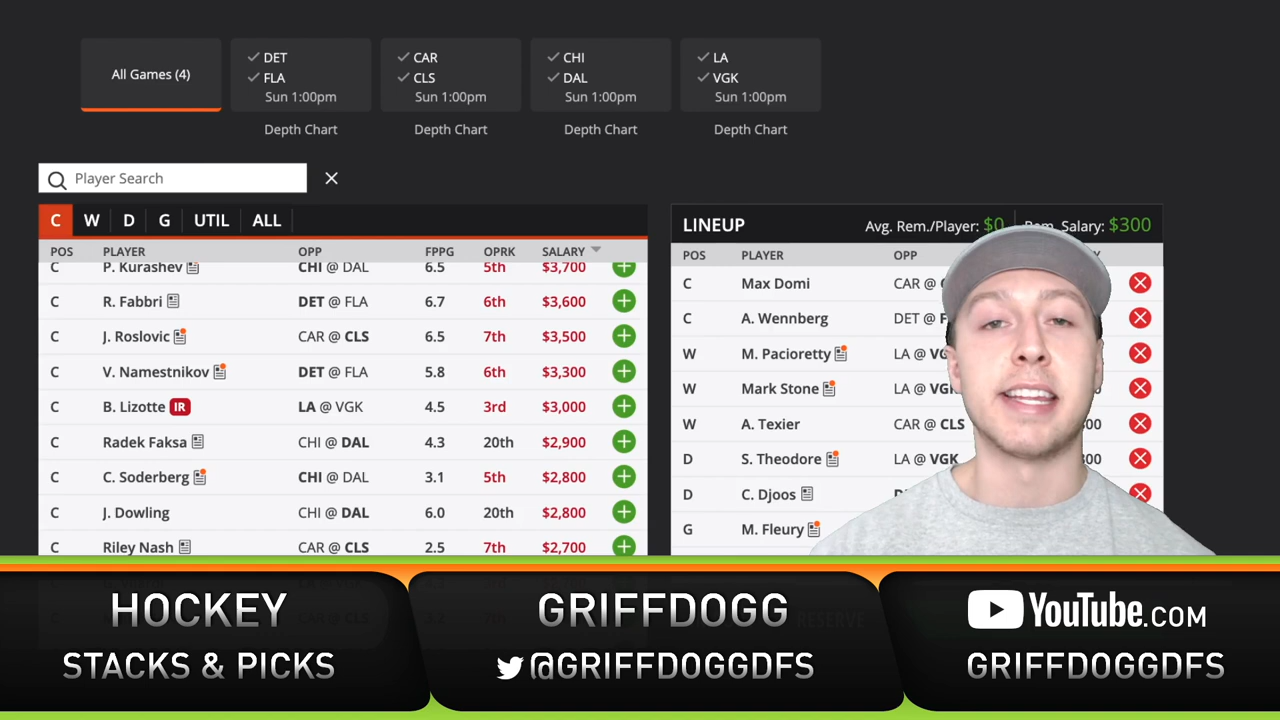 All Games (4)
DET
FLA
Sun 1:00pm
Depth Chart
CAR
CLS
Sun 1:00pm
Depth Chart
CHI
DAL
Sun 1:00pm
Depth Chart
LA
VGK
Sun 1:00pm
Depth Chart
Player Search
C W D G UTIL ALL
POS PLAYER OPP FPPG OPRK SALARY
C P. Kurashev CHI @ DAL 6.5 5th $3,700
C R. Fabbri DET @ FLA 6.7 6th $3,600
C J. Roslovic CAR @ CLS 6.5 7th $3,500
C V. Namestnikov DET @ FLA 5.8 6th $3,300
C B. Lizotte IR LA @ VGK 4.5 3rd $3,000
C Radek Faksa CHI @ DAL 4.3 20th $2,900
C C. Soderberg CHI @ DAL 3.1 5th $2,800
C J. Dowling CHI @ DAL 6.0 20th $2,800
C Riley Nash CAR @ CLS 2.5 7th $2,700
LINEUP Avg. Rem./Player: $0 Rem. Salary: $300
POS PLAYER OPP
C Max Domi CAR @
C A. Wennberg DET @
W M. Pacioretty LA @
W Mark Stone LA @
W A. Texier CAR @ CLS
D S. Theodore LA @ VGK
D C. Djoos
G M. Fleury
HOCKEY
STACKS & PICKS
GRIFFDOGG
@GRIFFDOGGDFS
YouTube.COM
GRIFFDOGGDFS